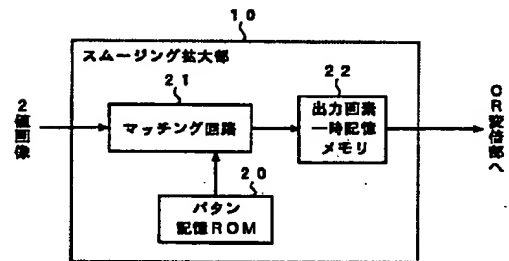 10
スムージング拡大部
21
マッチング回路
22
出力画素
一時記憶
メモリ
20
パタン
記憶ROM
2値画像
OR変倍部へ